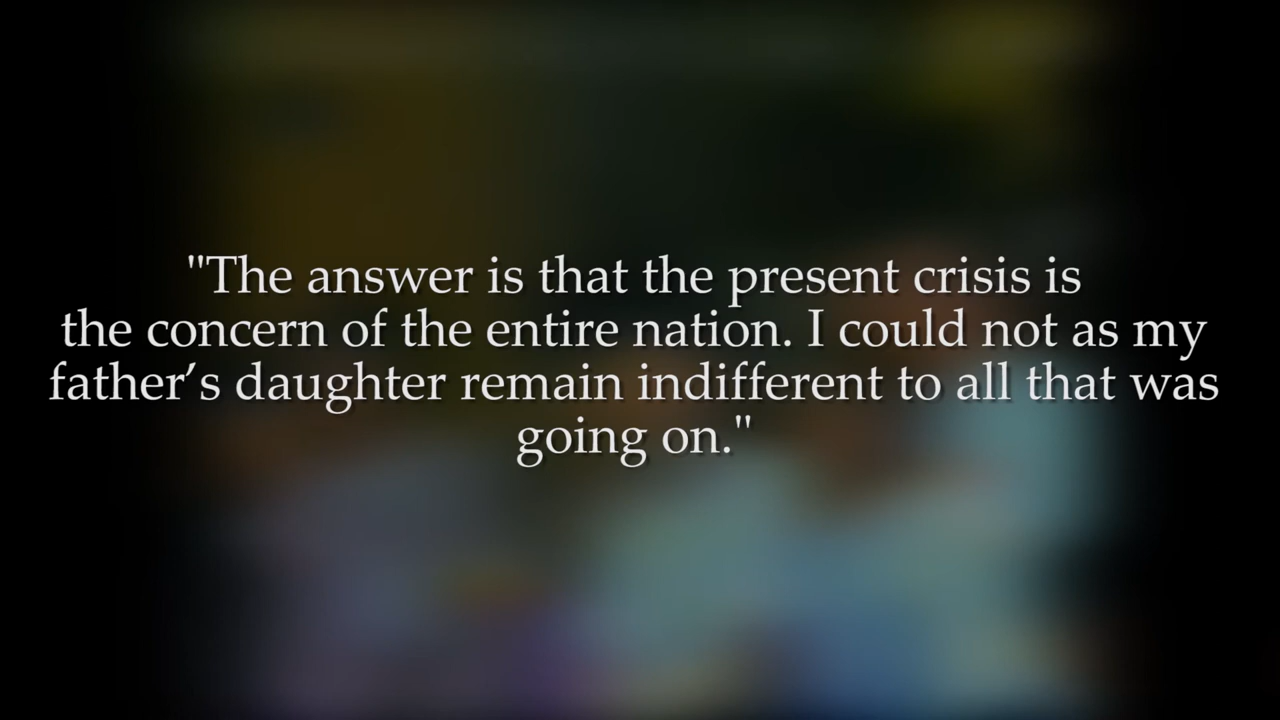 "The answer is that the present crisis is
the concern of the entire nation. I could not as my
father’s daughter remain indifferent to all that was
going on."